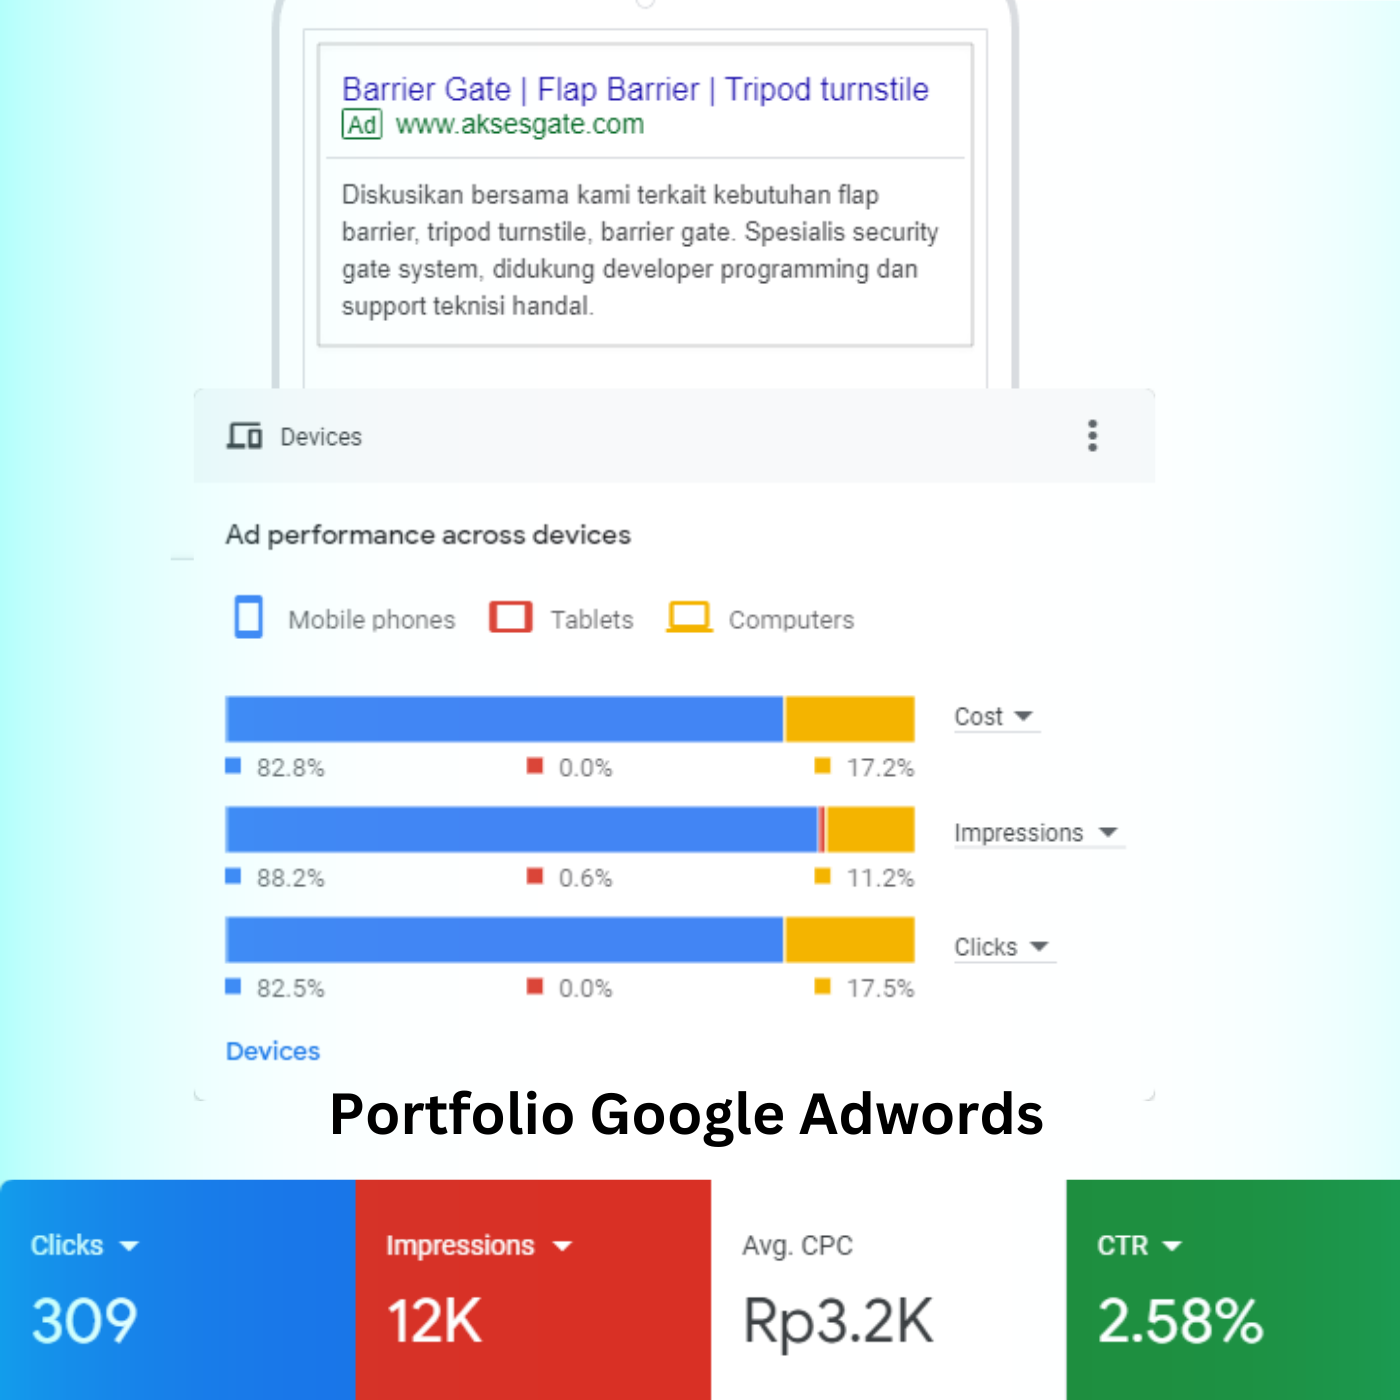 Barrier Gate | Flap Barrier | Tripod turnstile
Ad www.aksesgate.com
Diskusikan bersama kami terkait kebutuhan flap
barrier, tripod turnstile, barrier gate. Spesialis security
gate system, didukung developer programming dan
support teknisi handal.
Devices
Ad performance across devices
Mobile phones Tablets Computers
Cost
82.8% 0.0% 17.2%
Impressions
88.2% 0.6% 11.2%
Clicks
82.5% 0.0% 17.5%
Devices
Portfolio Google Adwords
Clicks
309
Impressions
12K
Avg. CPC
Rp3.2K
CTR
2.58%